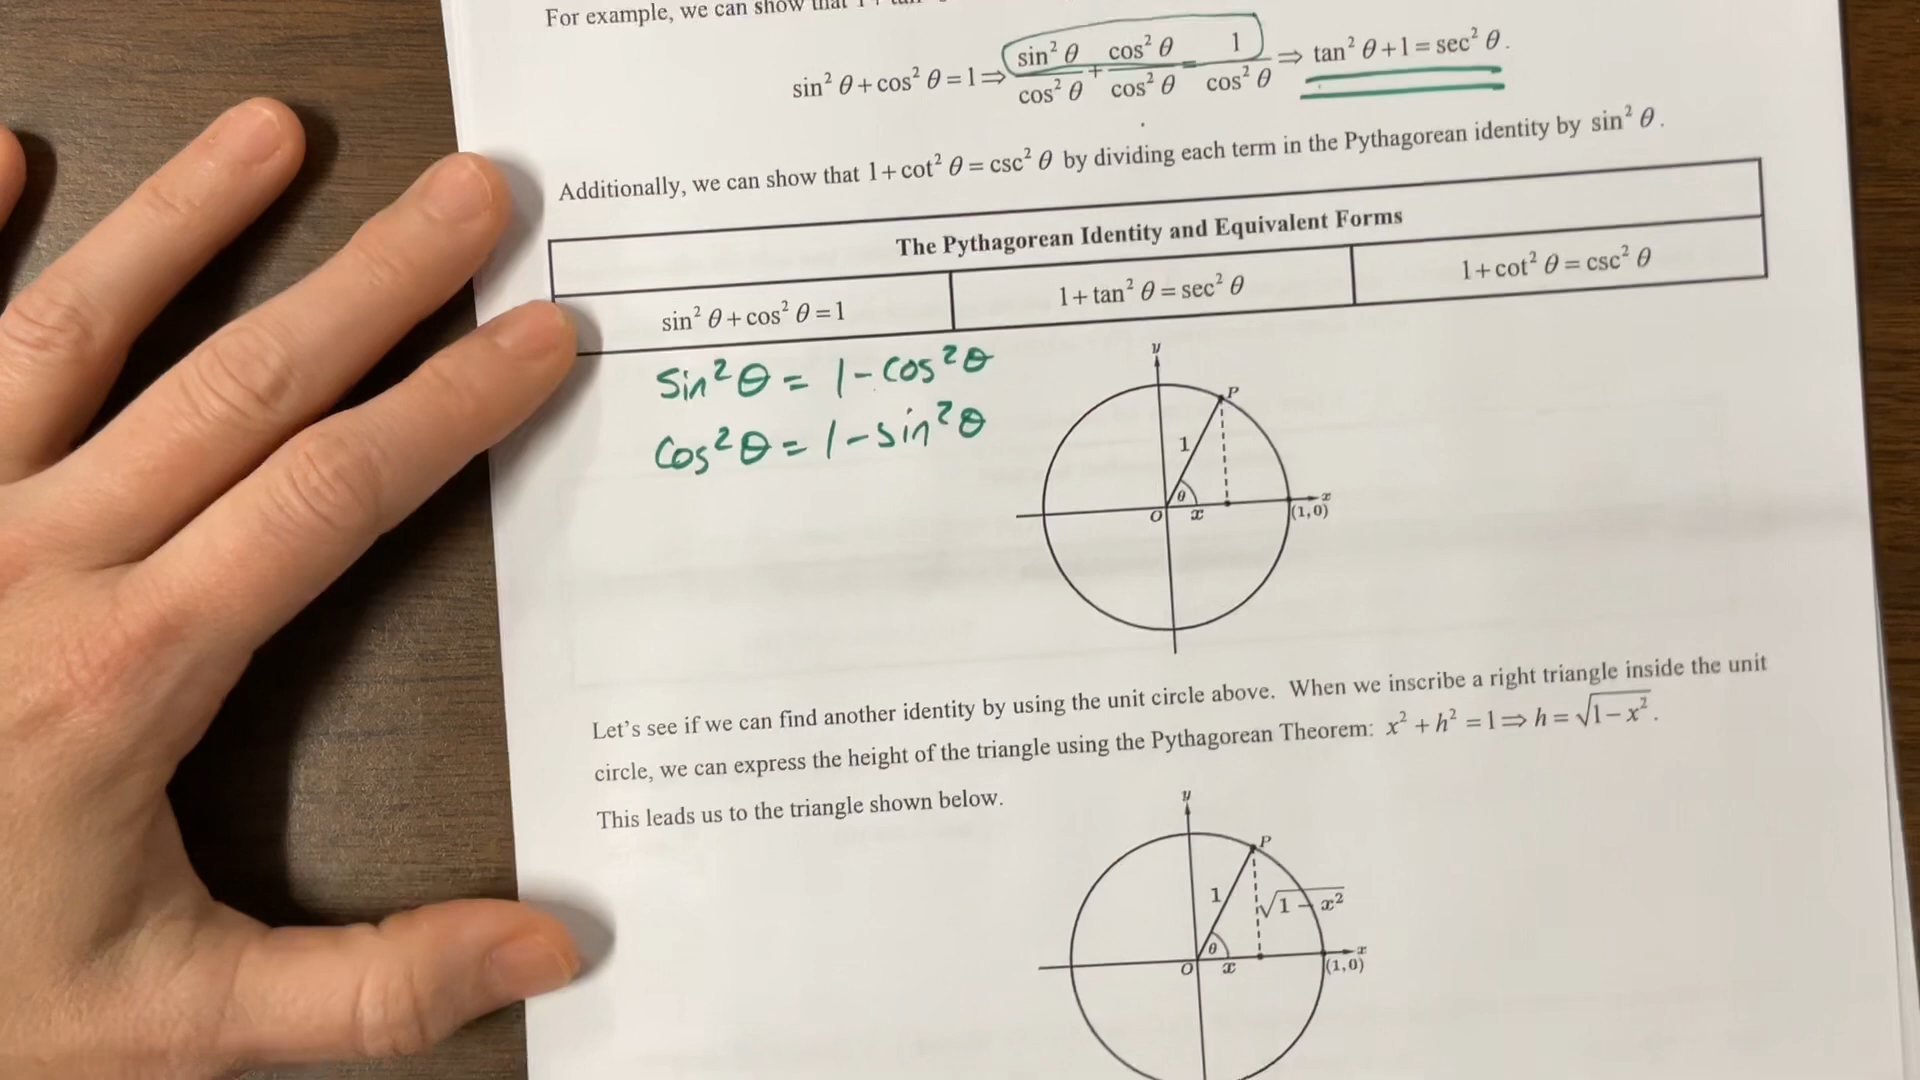 For example, we can show that 1 + tan²
sin² θ + cos² θ = 1 ⇒ sin² θ / cos² θ + cos² θ / cos² θ = 1 / cos² θ ⇒ tan² θ + 1 = sec² θ .
Additionally, we can show that 1 + cot² θ = csc² θ by dividing each term in the Pythagorean identity by sin² θ .
The Pythagorean Identity and Equivalent Forms
sin² θ + cos² θ = 1
1 + tan² θ = sec² θ
1 + cot² θ = csc² θ
Sin²θ = 1 - cos²θ
Cos²θ = 1 - sin²θ
y
P
1
θ
x
O
x
(1,0)
Let's see if we can find another identity by using the unit circle above. When we inscribe a right triangle inside the unit
circle, we can express the height of the triangle using the Pythagorean Theorem: x² + h² = 1 ⇒ h = √1 − x² .
This leads us to the triangle shown below.
y
P
1
√1 − x²
θ
x
O
x
(1,0)